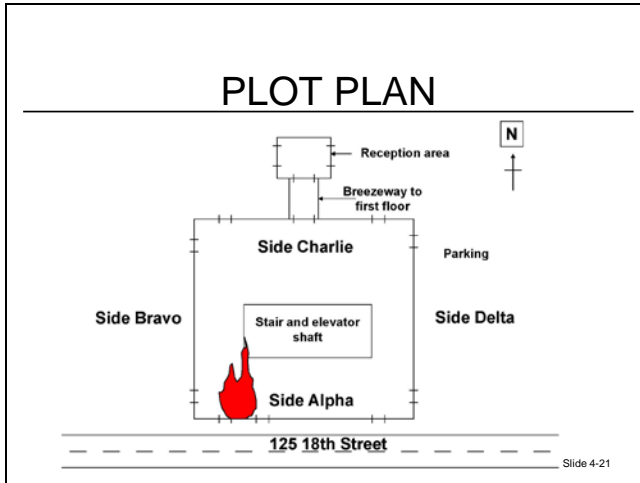 PLOT PLAN
N
Reception area
Breezeway to
first floor
Side Charlie
Parking
Side Bravo
Stair and elevator
shaft
Side Delta
Side Alpha
125 18th Street
Slide 4-21